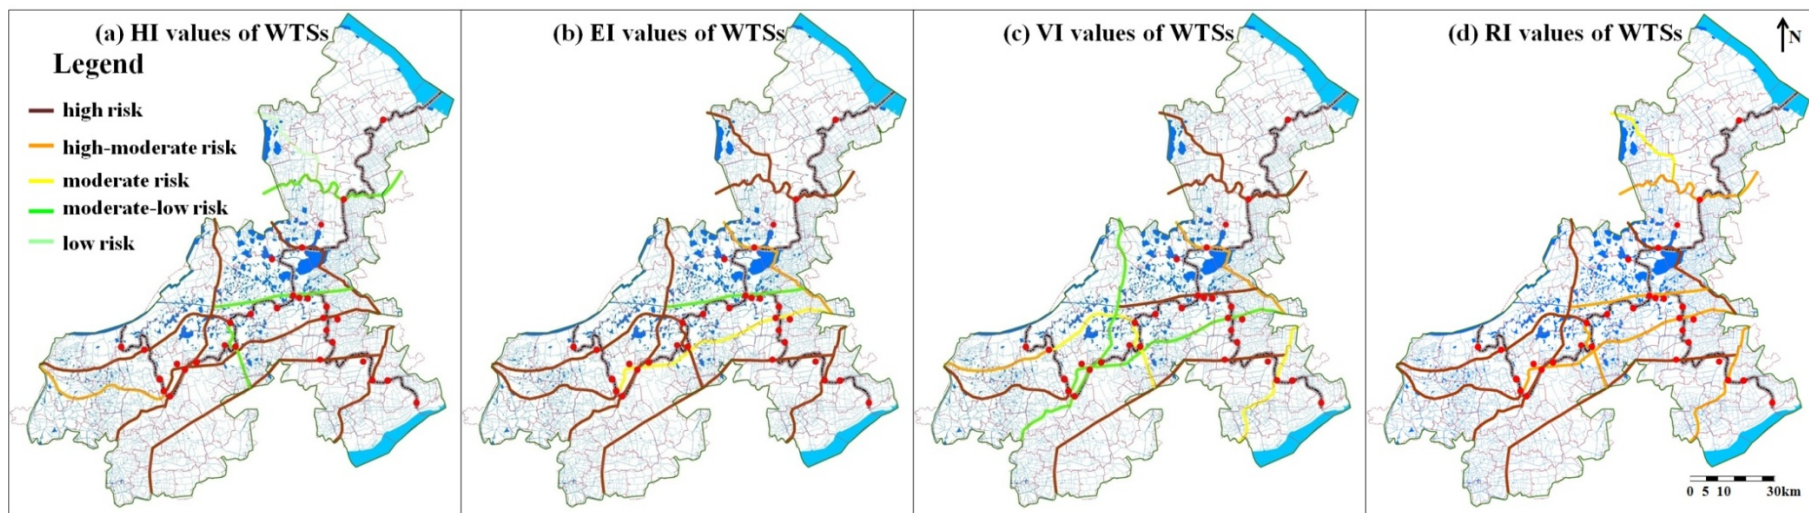 (a) HI values of WTSs
(b) EI values of WTSs
(c) VI values of WTSs
(d) RI values of WTSs
N
Legend
high risk
high-moderate risk
moderate risk
moderate-low risk
low risk
0 5 10 30km